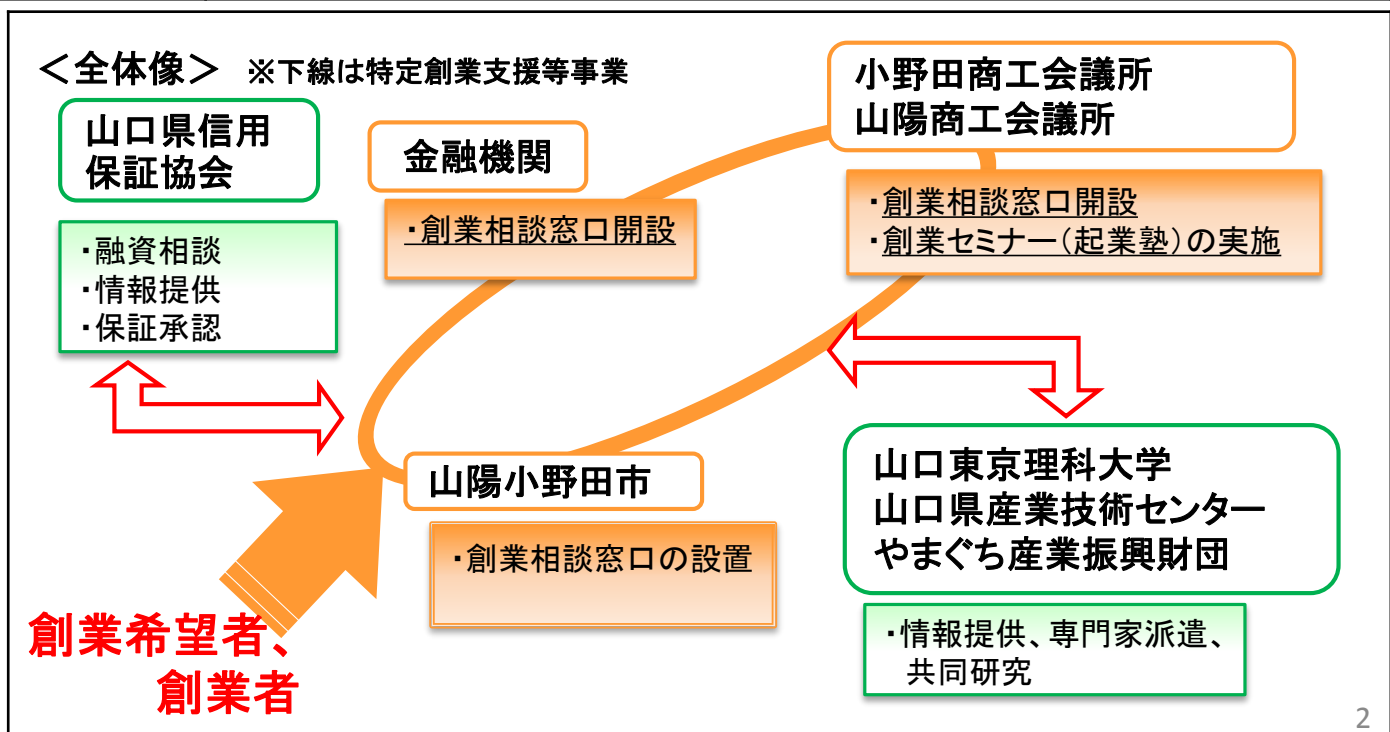 ＜全体像＞ ※下線は特定創業支援等事業
山口県信用
保証協会
・融資相談
・情報提供
・保証承認
金融機関
・創業相談窓口開設
小野田商工会議所
山陽商工会議所
・創業相談窓口開設
・創業セミナー(起業塾)の実施
山陽小野田市
・創業相談窓口の設置
山口東京理科大学
山口県産業技術センター
やまぐち産業振興財団
・情報提供、専門家派遣、
共同研究
創業希望者、
創業者
2